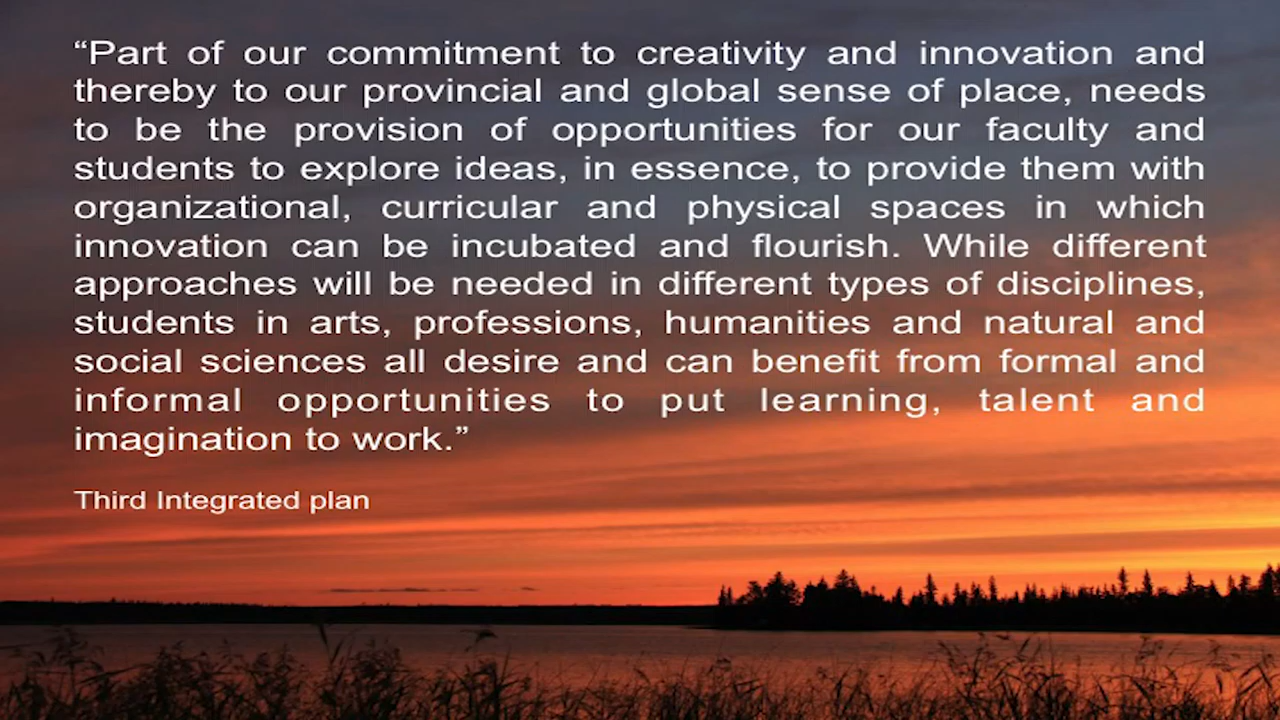 “Part of our commitment to creativity and innovation and
thereby to our provincial and global sense of place, needs
to be the provision of opportunities for our faculty and
students to explore ideas, in essence, to provide them with
organizational, curricular and physical spaces in which
innovation can be incubated and flourish. While different
approaches will be needed in different types of disciplines,
students in arts, professions, humanities and natural and
social sciences all desire and can benefit from formal and
informal opportunities to put learning, talent and
imagination to work.”
Third Integrated plan